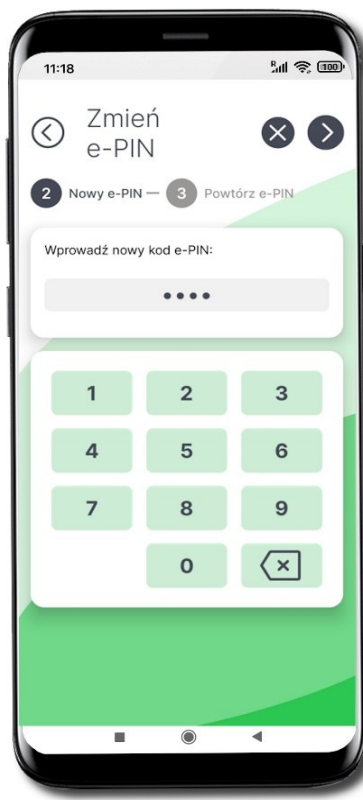 11:18
R
100
Zmień
e-PIN
2 Nowy e-PIN — 3 Powtórz e-PIN
Wprowadź nowy kod e-PIN:
••••
1 2 3
4 5 6
7 8 9
0